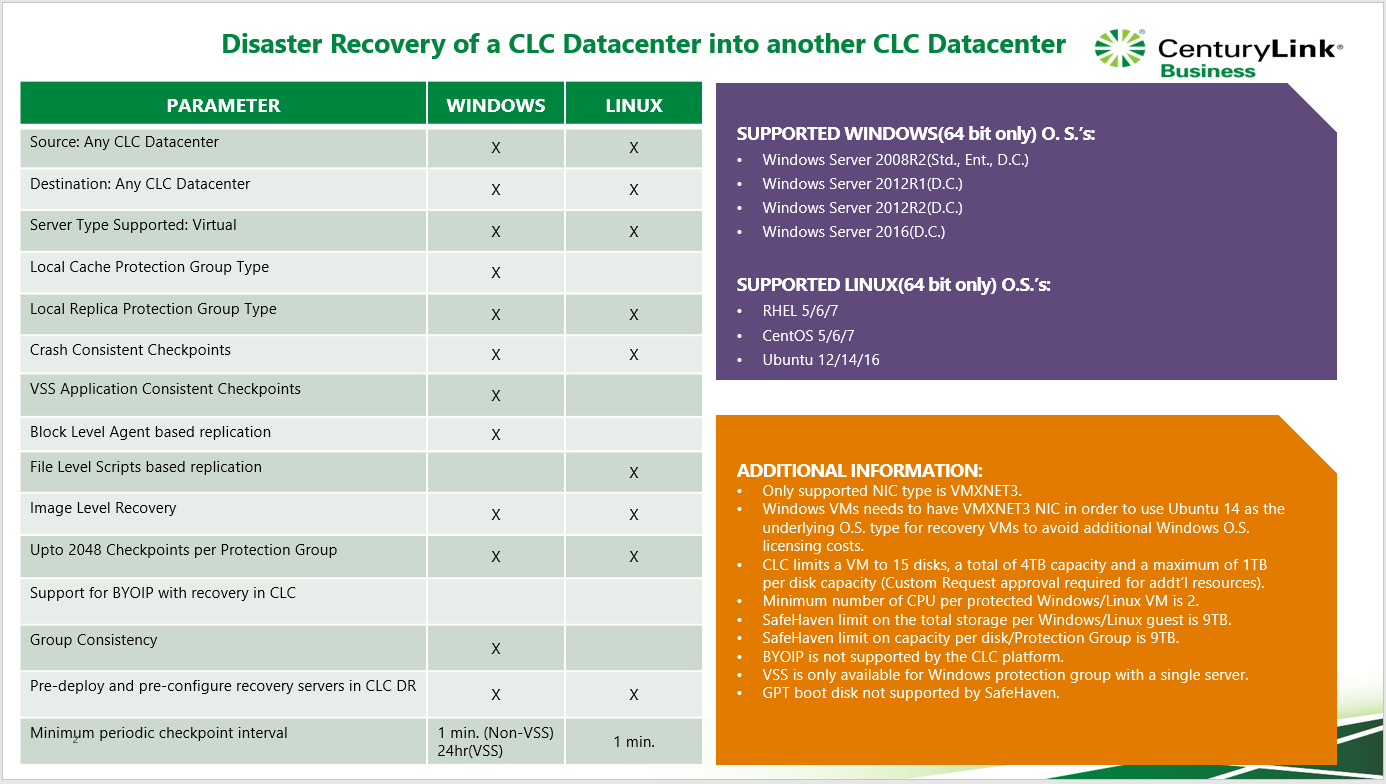 Disaster Recovery of a CLC Datacenter into another CLC Datacenter
CenturyLink®
Business
PARAMETER WINDOWS LINUX
Source: Any CLC Datacenter X X
Destination: Any CLC Datacenter X X
Server Type Supported: Virtual X X
Local Cache Protection Group Type X
Local Replica Protection Group Type X X
Crash Consistent Checkpoints X X
VSS Application Consistent Checkpoints X
Block Level Agent based replication X
File Level Scripts based replication X
Image Level Recovery X X
Upto 2048 Checkpoints per Protection Group X X
Support for BYOIP with recovery in CLC
Group Consistency X
Pre-deploy and pre-configure recovery servers in CLC DR X X
Minimum periodic checkpoint interval 1 min. (Non-VSS) 1 min.
24hr(VSS)
2
SUPPORTED WINDOWS(64 bit only) O. S.’s:
• Windows Server 2008R2(Std., Ent., D.C.)
• Windows Server 2012R1(D.C.)
• Windows Server 2012R2(D.C.)
• Windows Server 2016(D.C.)
SUPPORTED LINUX(64 bit only) O.S.’s:
• RHEL 5/6/7
• CentOS 5/6/7
• Ubuntu 12/14/16
ADDITIONAL INFORMATION:
• Only supported NIC type is VMXNET3.
• Windows VMs needs to have VMXNET3 NIC in order to use Ubuntu 14 as the
underlying O.S. type for recovery VMs to avoid additional Windows O.S.
licensing costs.
• CLC limits a VM to 15 disks, a total of 4TB capacity and a maximum of 1TB
per disk capacity (Custom Request approval required for addt’l resources).
• Minimum number of CPU per protected Windows/Linux VM is 2.
• SafeHaven limit on the total storage per Windows/Linux guest is 9TB.
• SafeHaven limit on capacity per disk/Protection Group is 9TB.
• BYOIP is not supported by the CLC platform.
• VSS is only available for Windows protection group with a single server.
• GPT boot disk not supported by SafeHaven.